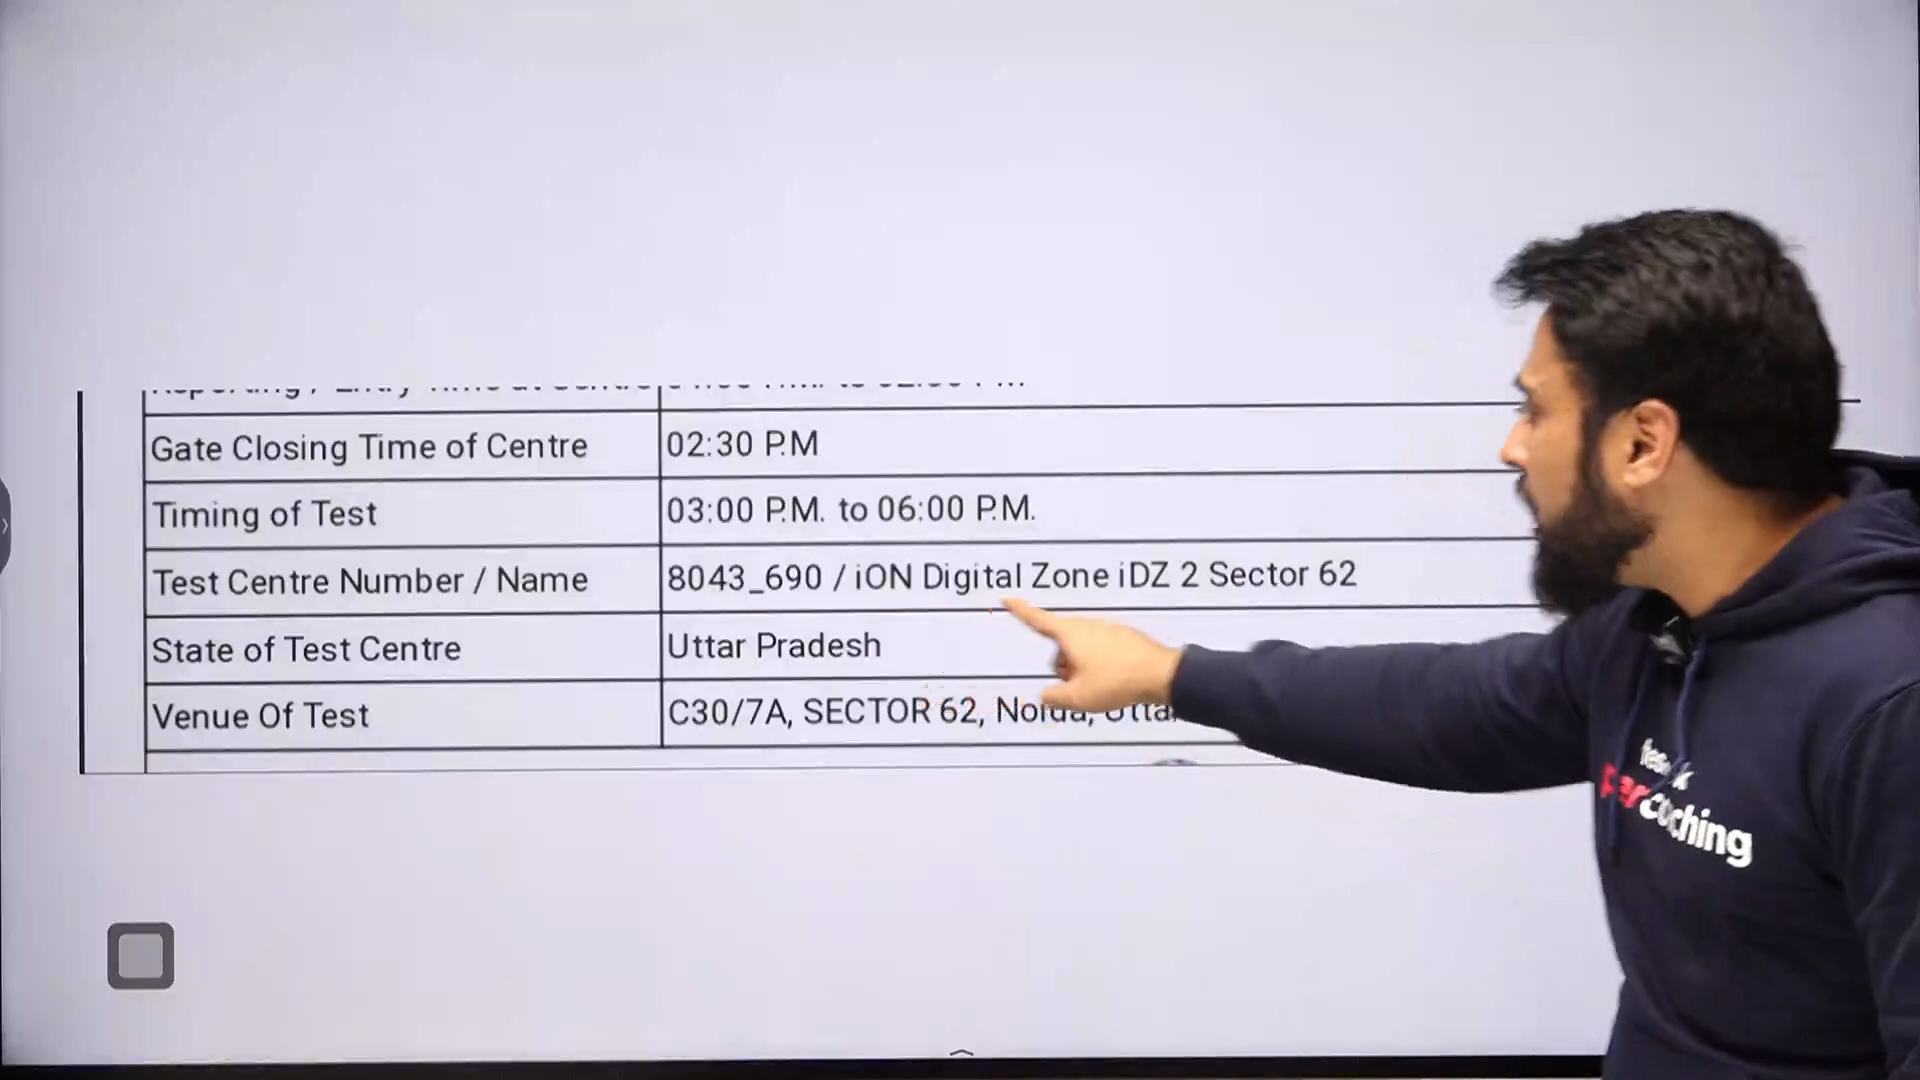 Gate Closing Time of Centre 02:30 P.M
Timing of Test 03:00 P.M. to 06:00 P.M.
Test Centre Number / Name 8043_690 / iON Digital Zone iDZ 2 Sector 62
State of Test Centre Uttar Pradesh
Venue Of Test C30/7A, SECTOR 62, Noida,
coaching